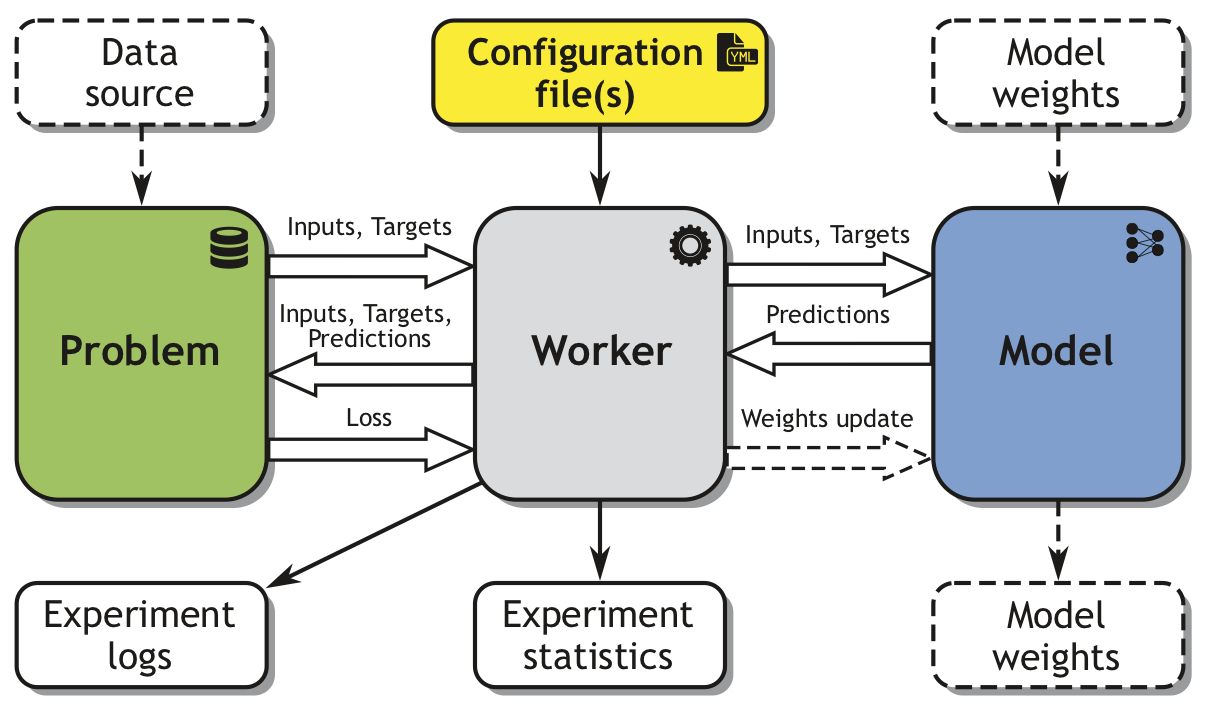 Data
source
Configuration
file(s)
YML
Model
weights
Inputs, Targets
Inputs, Targets
Inputs, Targets,
Predictions
Predictions
Problem
Worker
Model
Loss
Weights update
Experiment
logs
Experiment
statistics
Model
weights